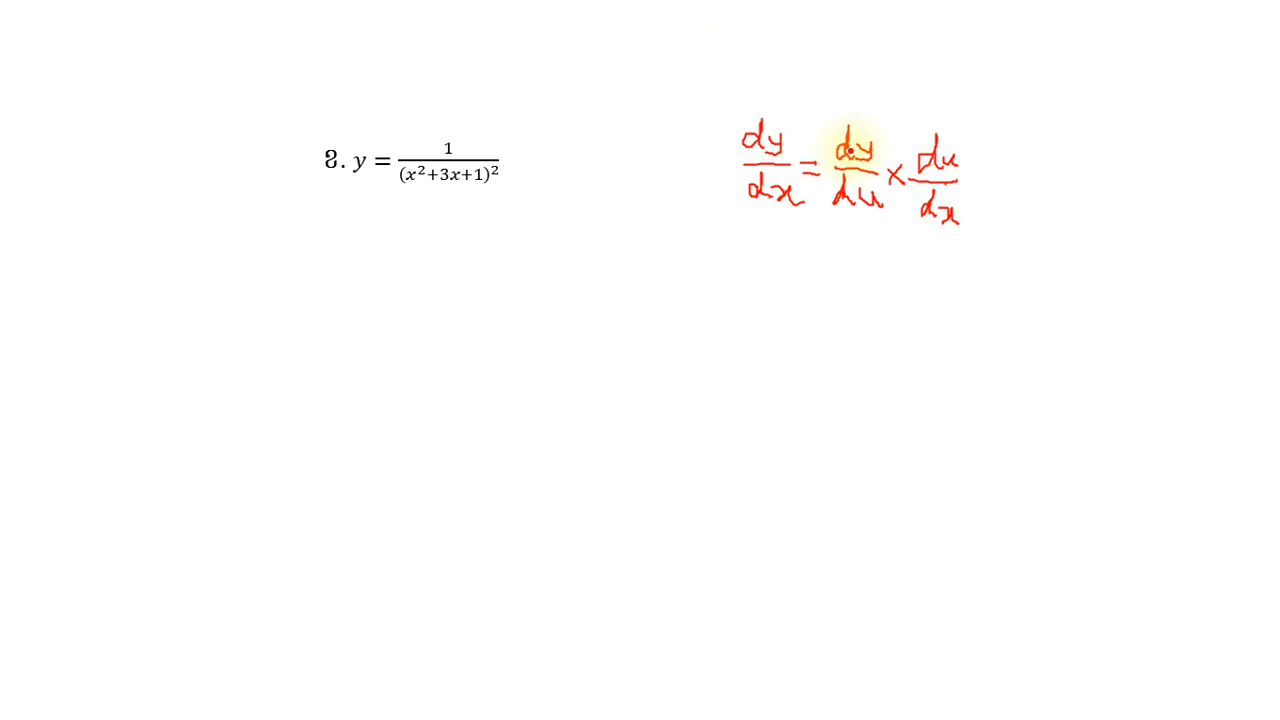 8. y = 1/(x²+3x+1)²
dy/dx = dy/du × du/dx